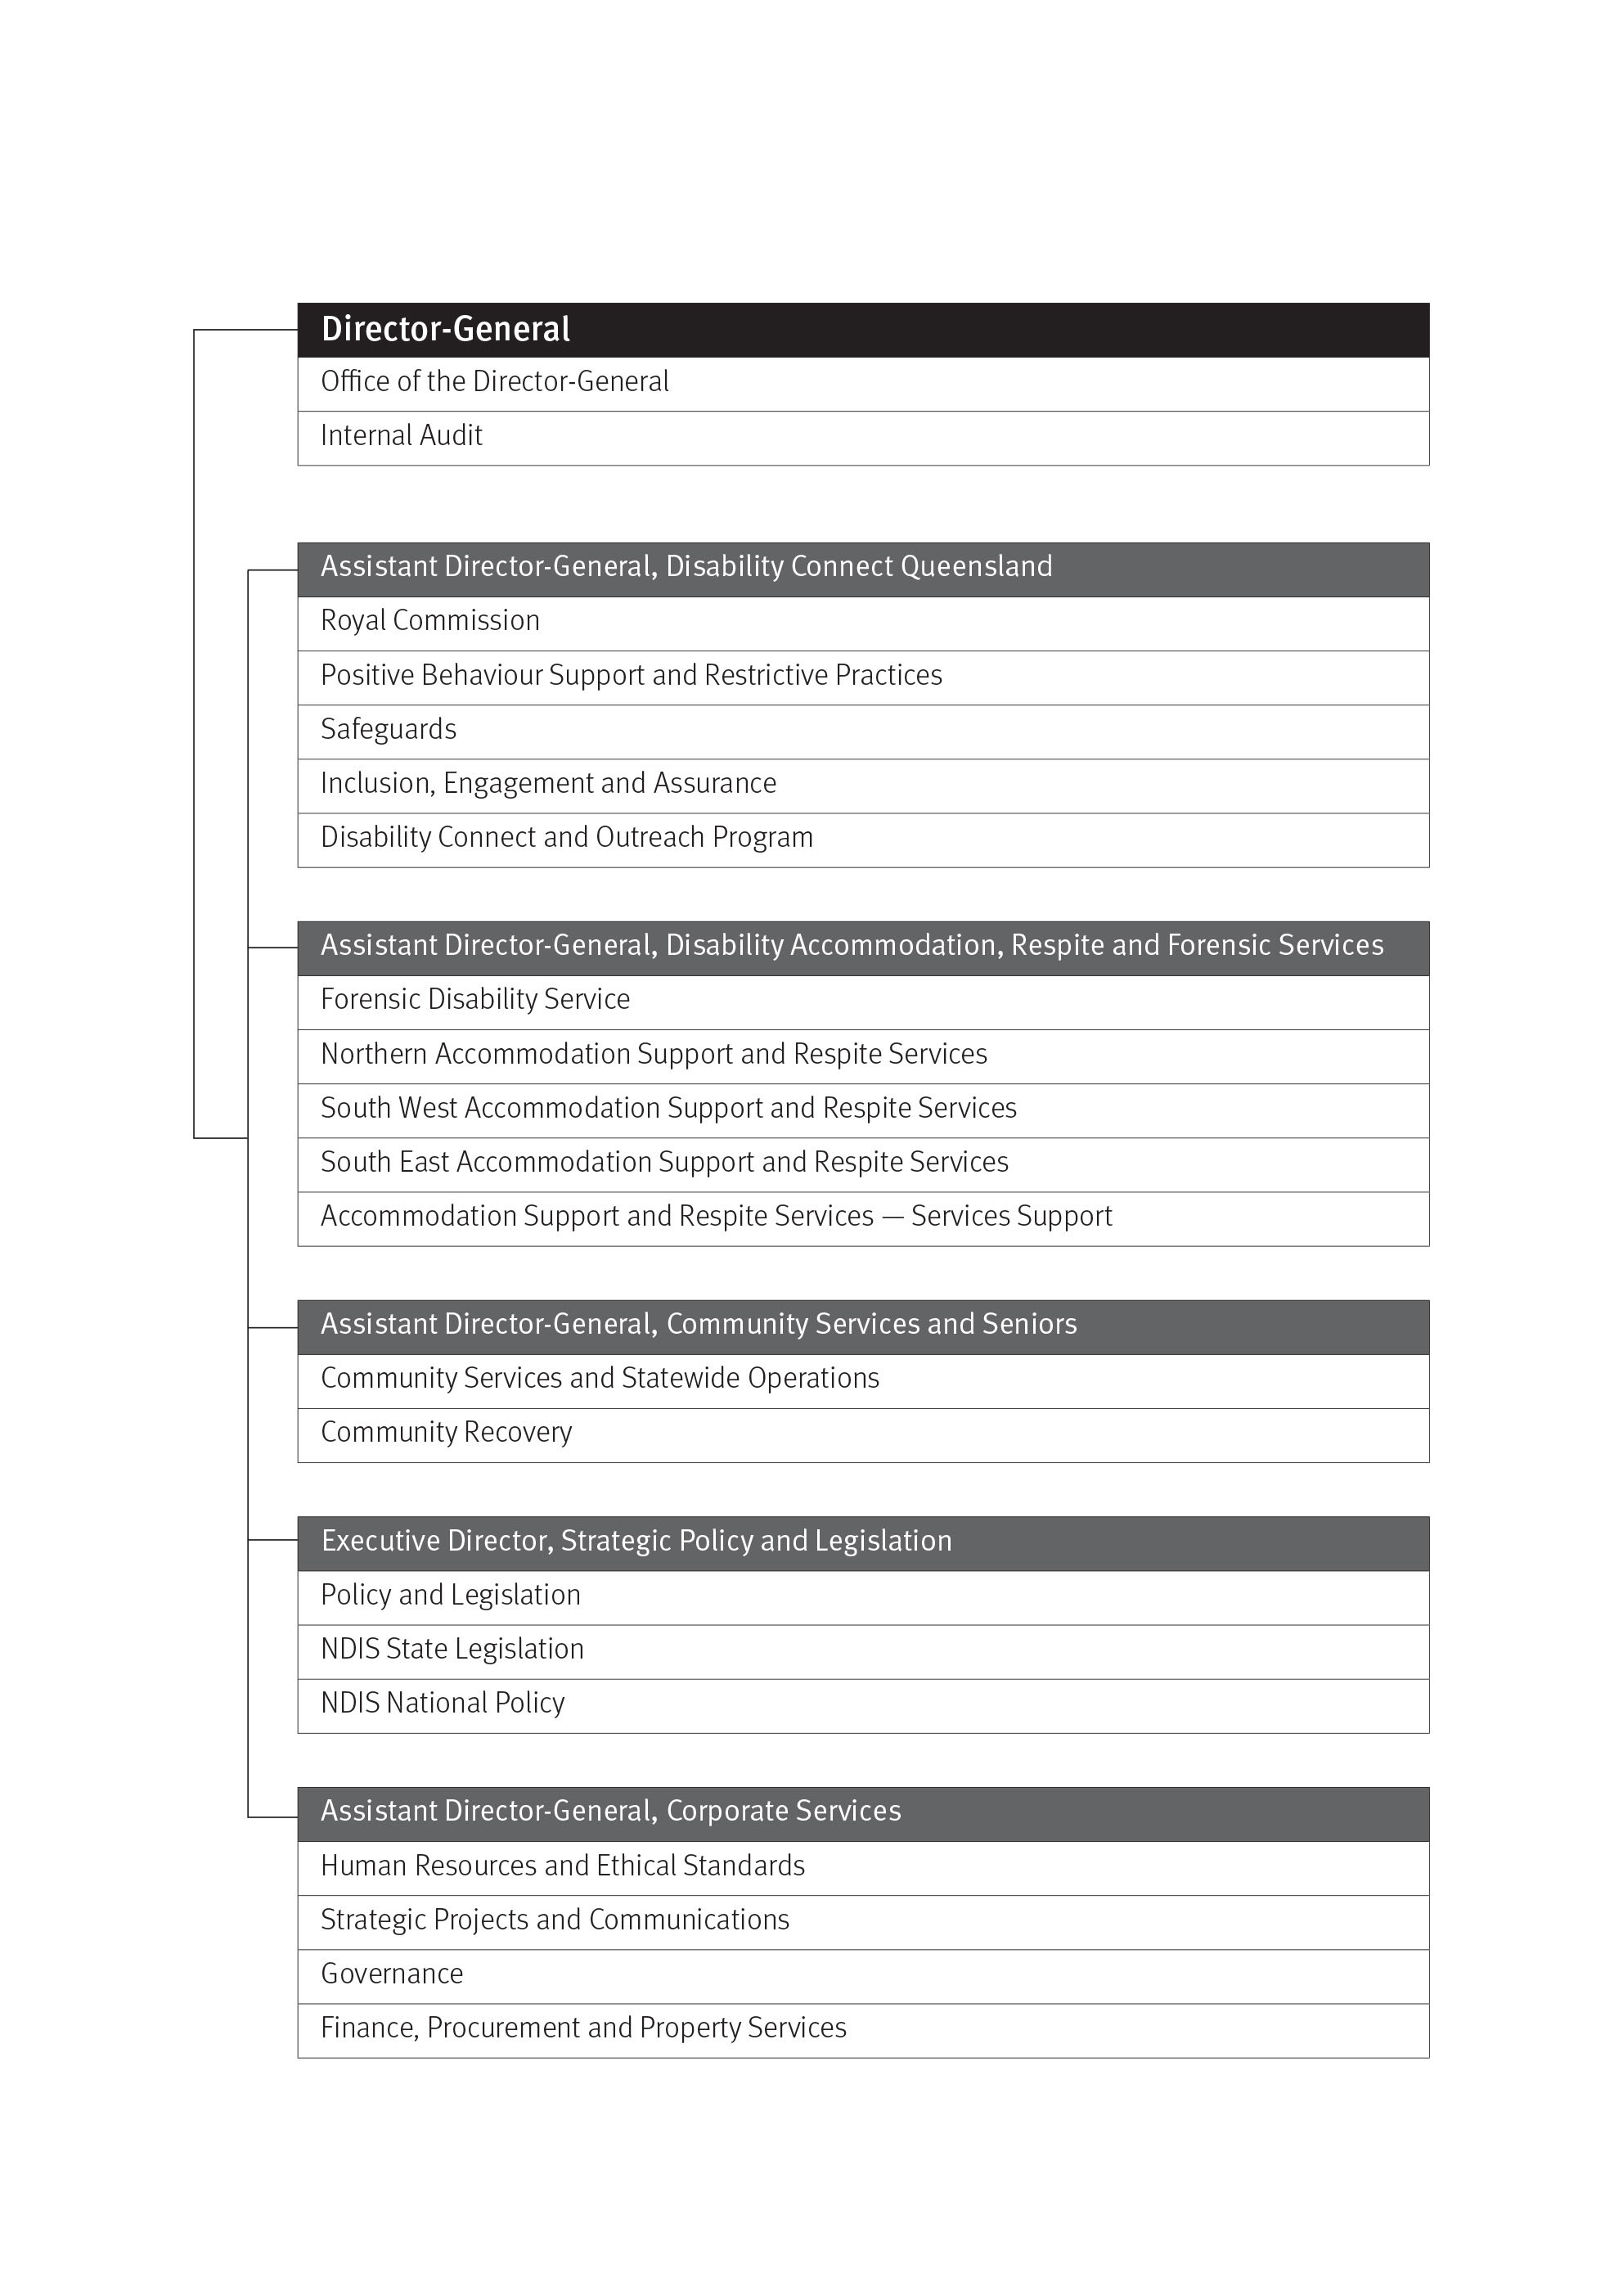 Director-General
Office of the Director-General
Internal Audit
Assistant Director-General, Disability Connect Queensland
Royal Commission
Positive Behaviour Support and Restrictive Practices
Safeguards
Inclusion, Engagement and Assurance
Disability Connect and Outreach Program
Assistant Director-General, Disability Accommodation, Respite and Forensic Services
Forensic Disability Service
Northern Accommodation Support and Respite Services
South West Accommodation Support and Respite Services
South East Accommodation Support and Respite Services
Accommodation Support and Respite Services — Services Support
Assistant Director-General, Community Services and Seniors
Community Services and Statewide Operations
Community Recovery
Executive Director, Strategic Policy and Legislation
Policy and Legislation
NDIS State Legislation
NDIS National Policy
Assistant Director-General, Corporate Services
Human Resources and Ethical Standards
Strategic Projects and Communications
Governance
Finance, Procurement and Property Services